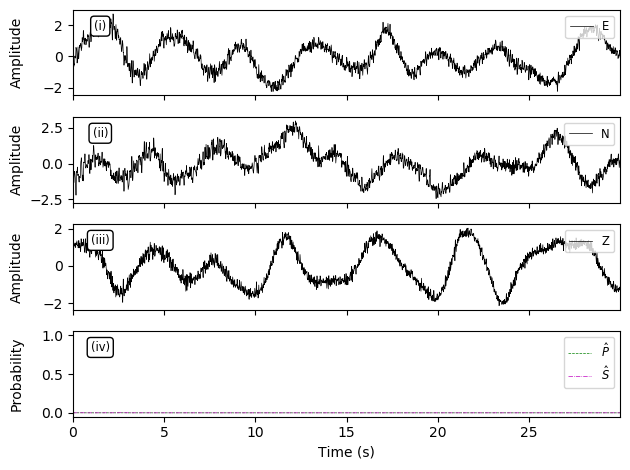 Amplitude
2
0
−2
(i)
E
Amplitude
2.5
0.0
−2.5
(ii)
N
Amplitude
2
0
−2
(iii)
Z
Probability
1.0
0.5
0.0
(iv)
P̂
Ŝ
0 5 10 15 20 25
Time (s)